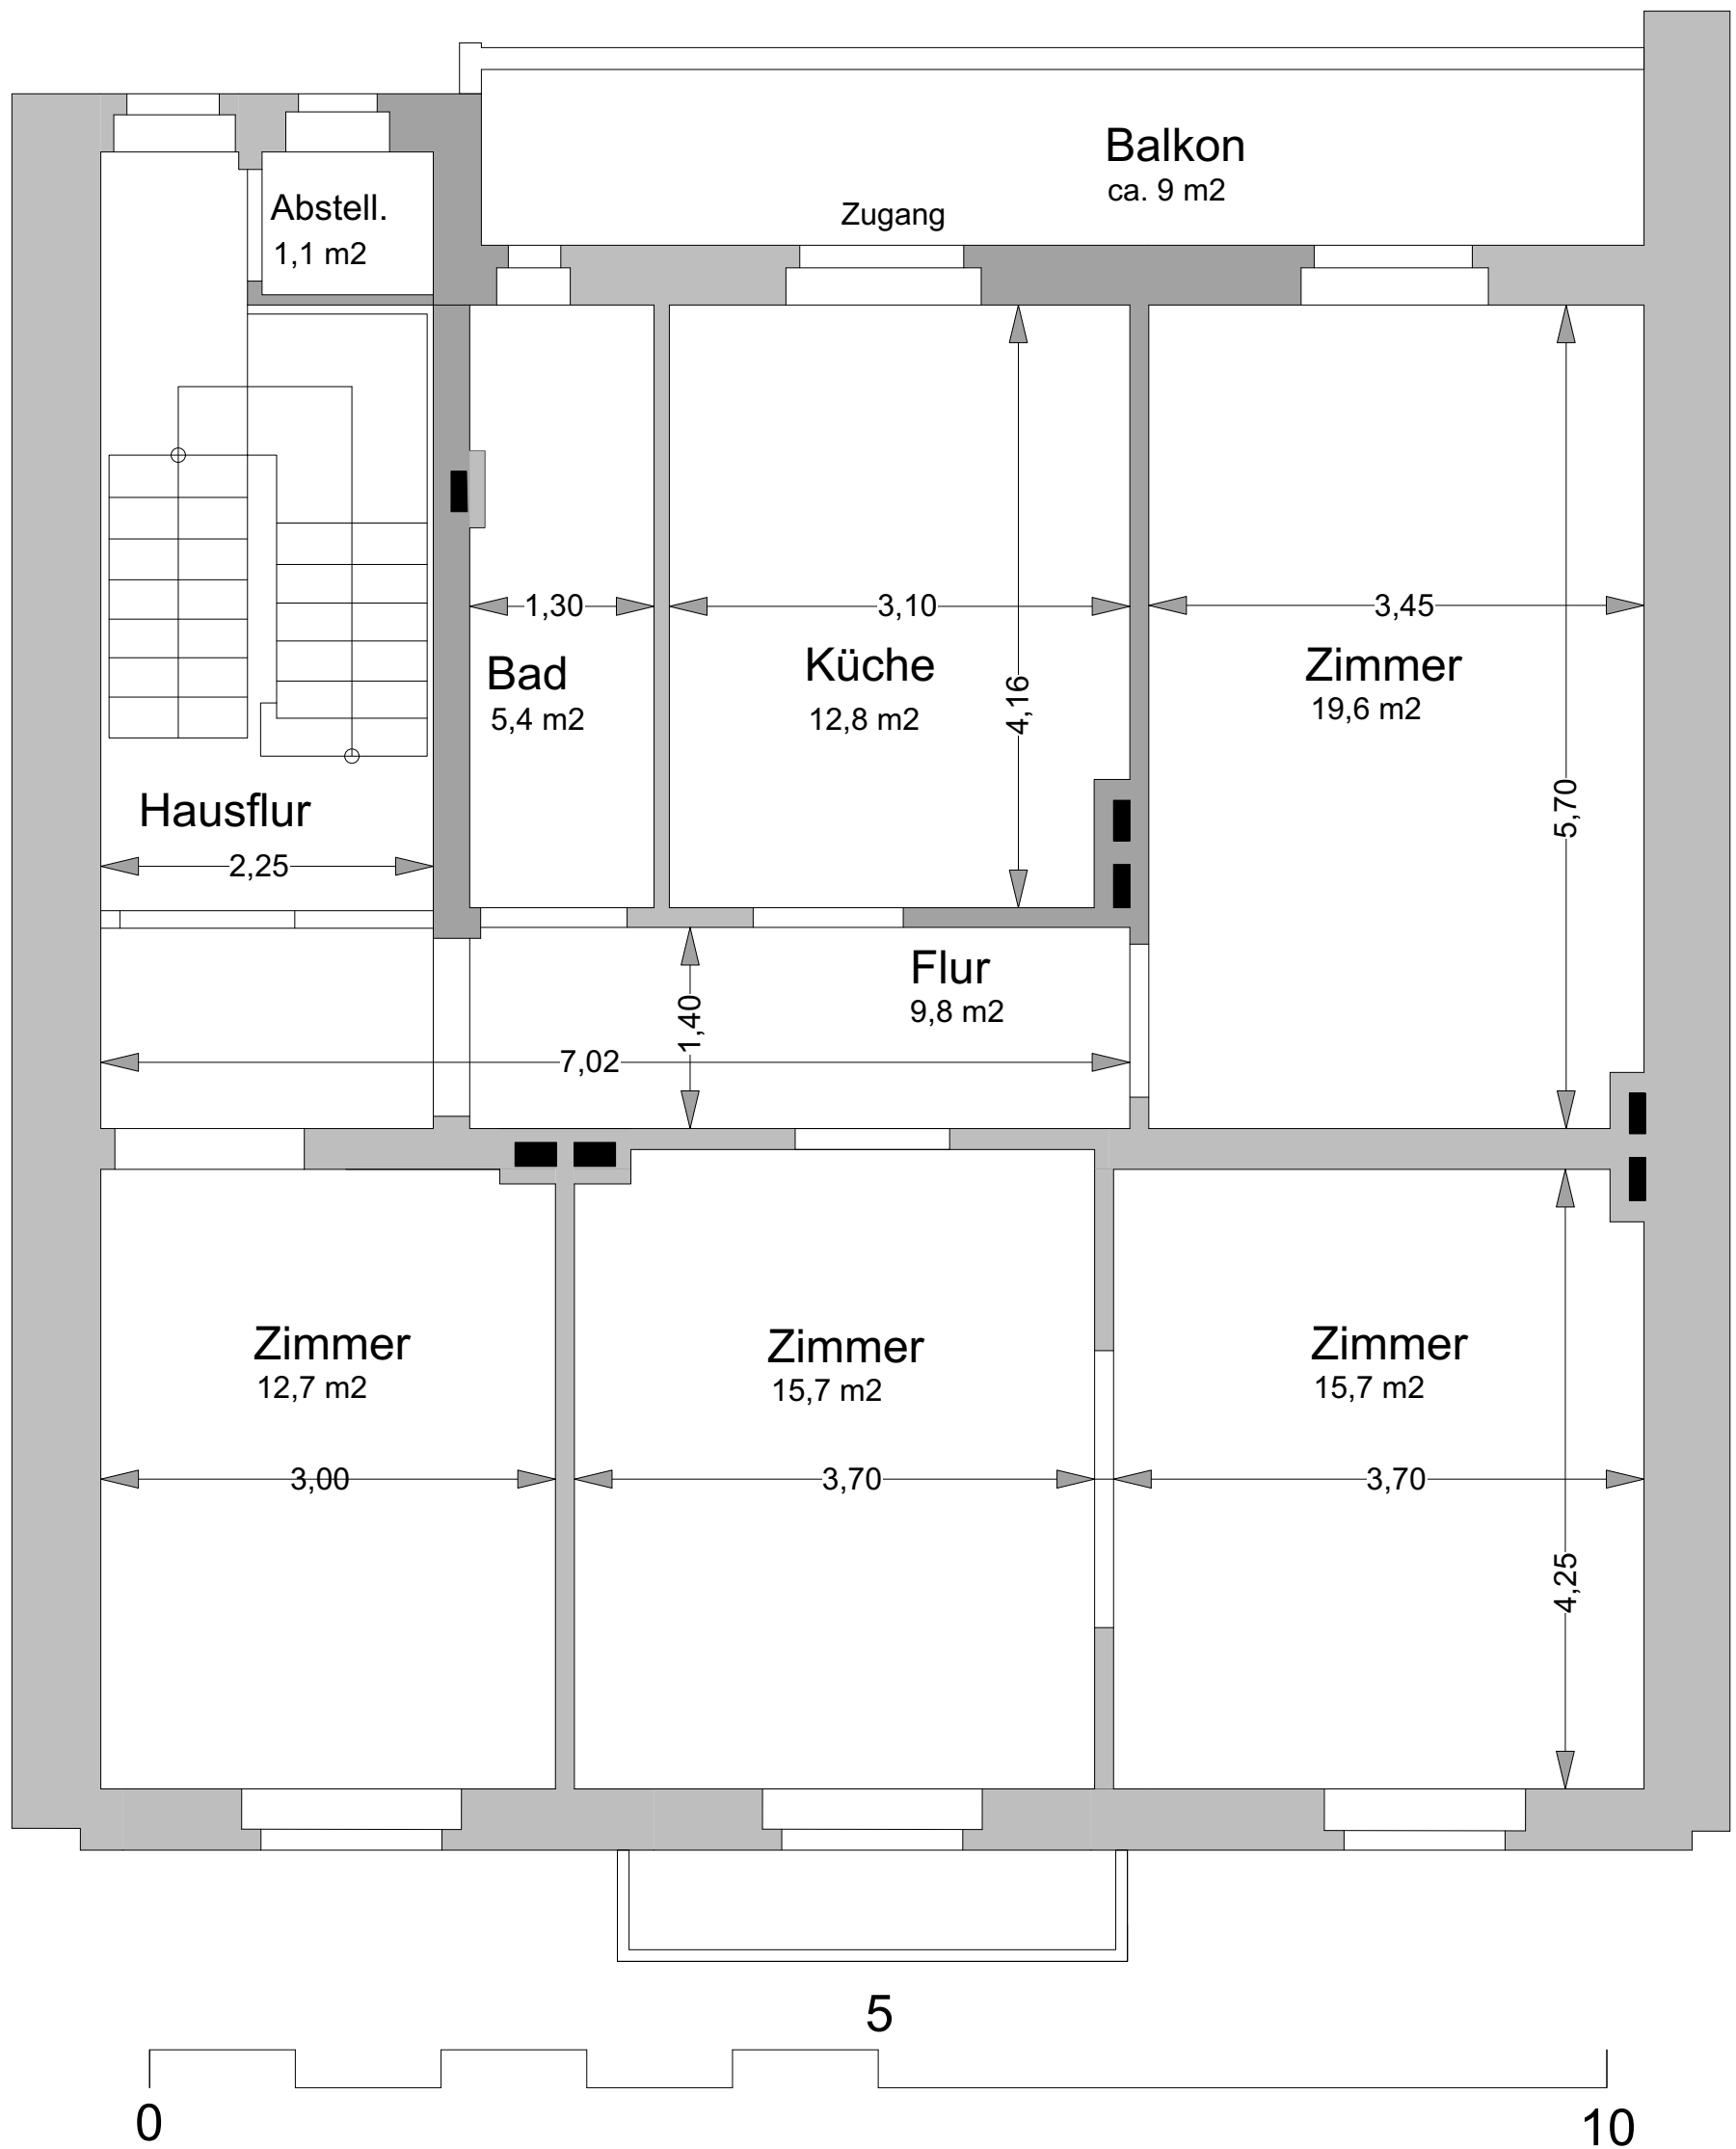 Balkon
ca. 9 m2
Zugang
Abstell.
1,1 m2
1,30
3,10
3,45
Bad
5,4 m2
Küche
12,8 m2
4,16
Zimmer
19,6 m2
5,70
Hausflur
2,25
Flur
9,8 m2
1,40
7,02
Zimmer
12,7 m2
Zimmer
15,7 m2
Zimmer
15,7 m2
3,00
3,70
3,70
4,25
5
0
10